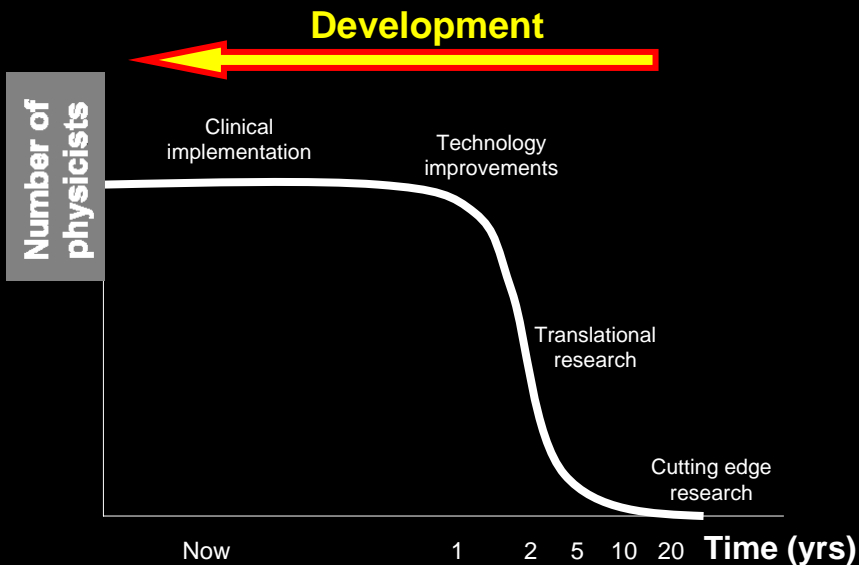 Development
Number of
physicists
Clinical
implementation
Technology
improvements
Translational
research
Cutting edge
research
Now 1 2 5 10 20 Time (yrs)